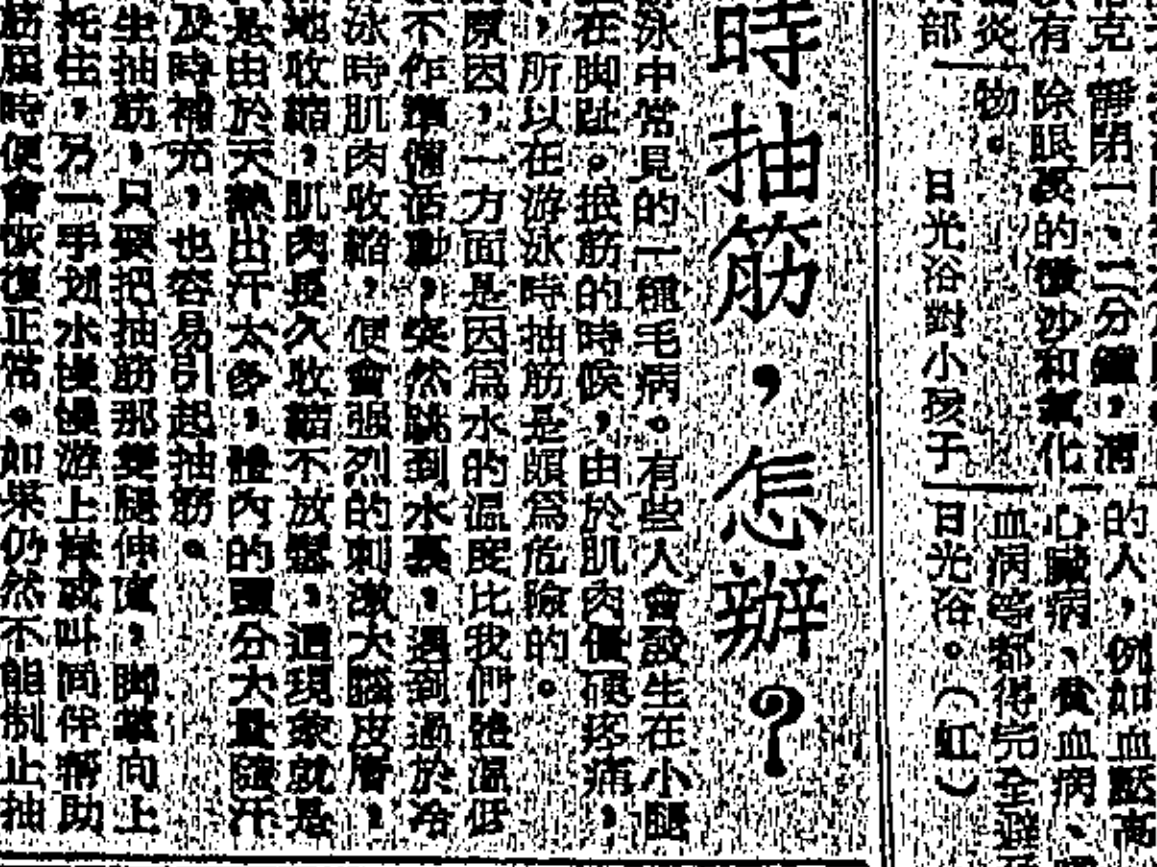 克靜閉一、二分鐘，清的人，例如血壓高
有除眼裏的微沙和氧化心臟病、貧血病、
炎物。血病等都得完全避
部日光浴對小孩子日光浴。（虹）
時抽筋，怎辦？
泳中常見的一種毛病。有些人會發生在小腿
在脚趾。抿筋的時候，由於肌肉僵硬疼痛，
，所以在游泳時抽筋是頗爲危險的。
原因，一方面是因爲水的温度比我們體温低
不作準備活動，突然跳到水裏，遇到過於冷
泳時肌肉收縮，便會强烈的刺激大腦皮層，
地收縮，肌肉長久收縮不放鬆，這現象就是
是由於天熱出汗太多，體內的鹽分大量隨汗
及時補充，也容易引起抽筋。
生抽筋，只要把抽筋那雙腿伸直，脚掌向上
托住，另一手划水慢慢游上岸或叫同伴幫助
筋屈時便會恢復正常。如果仍然不能制止抽